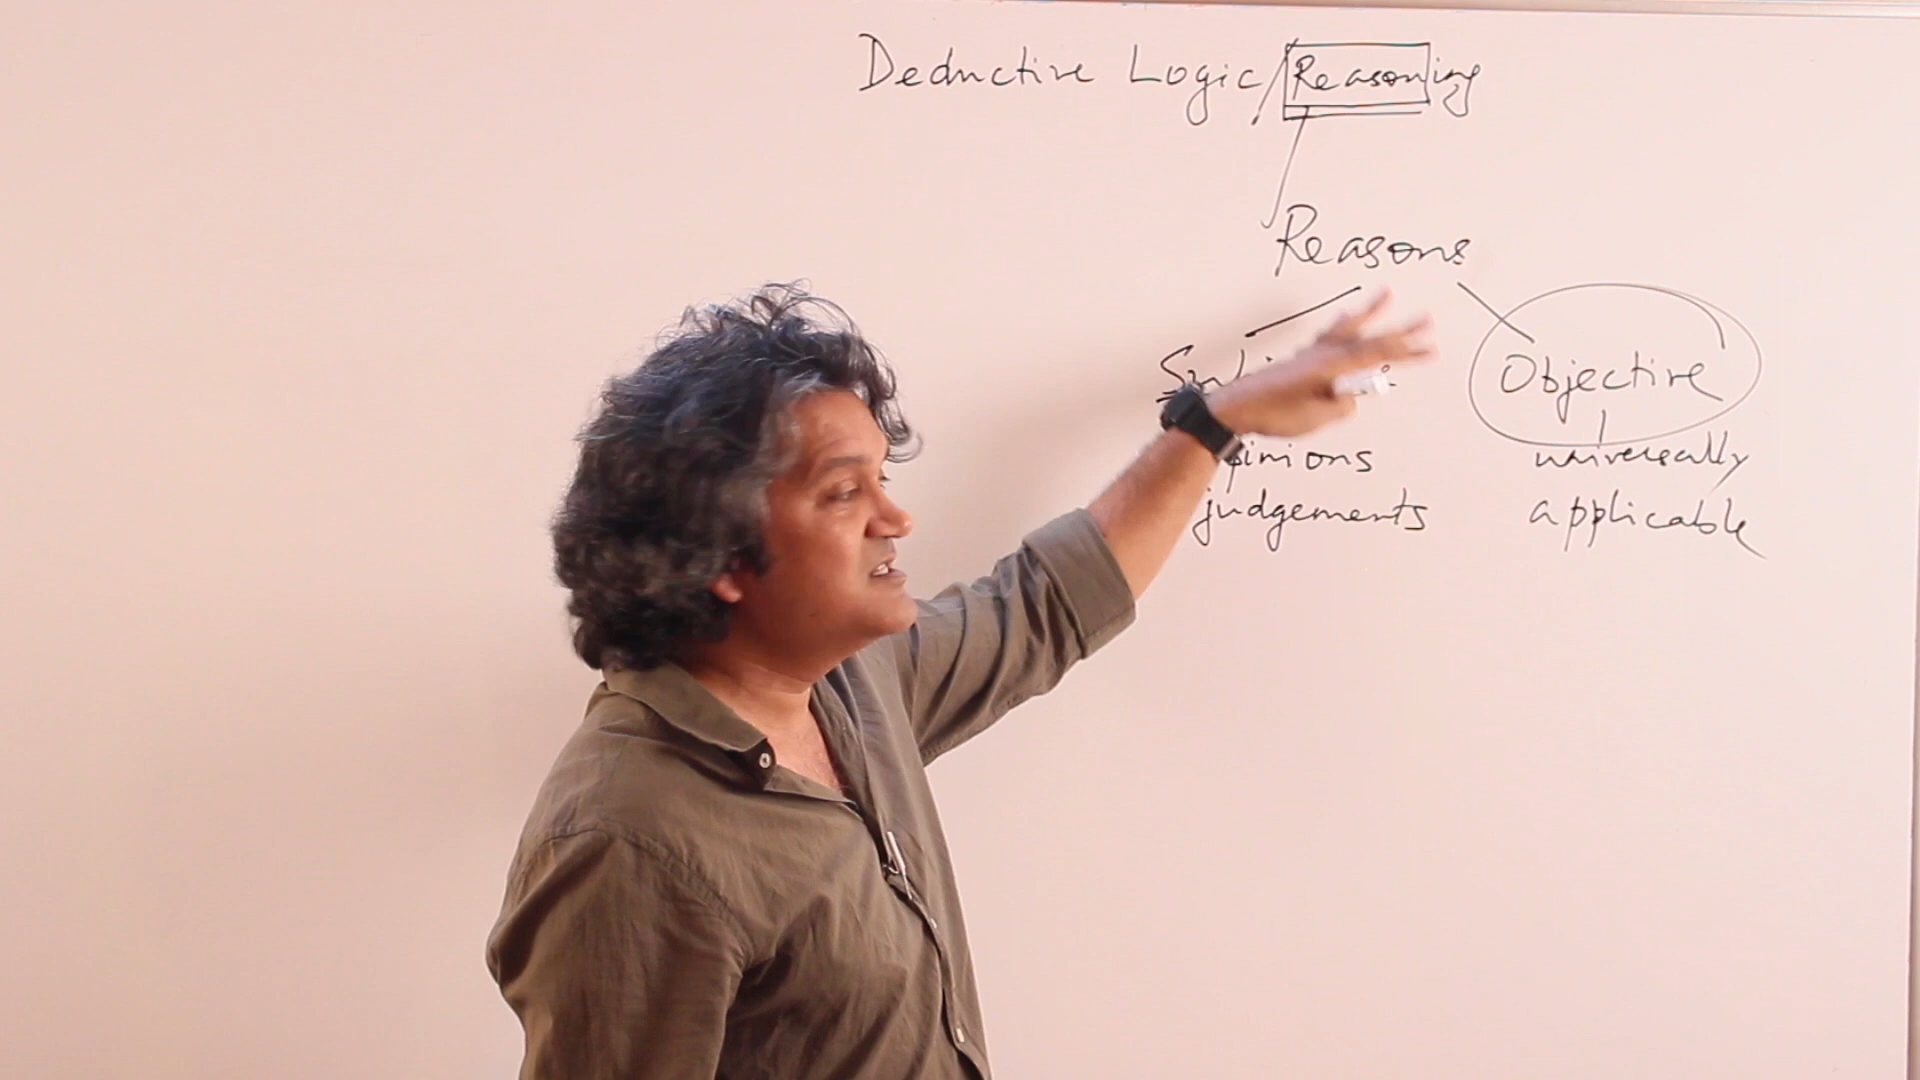 Deductive Logic/Reasoning
Reasons
Objective
universally
judgements applicable